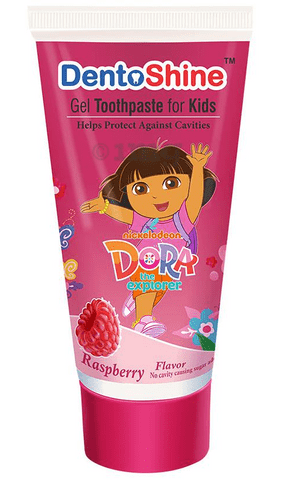 DentoShine™
Gel Toothpaste for Kids
Helps Protect Against Cavities
nickelodeon
DORA
the
explorer
Raspberry Flavor
No cavity causing sugar